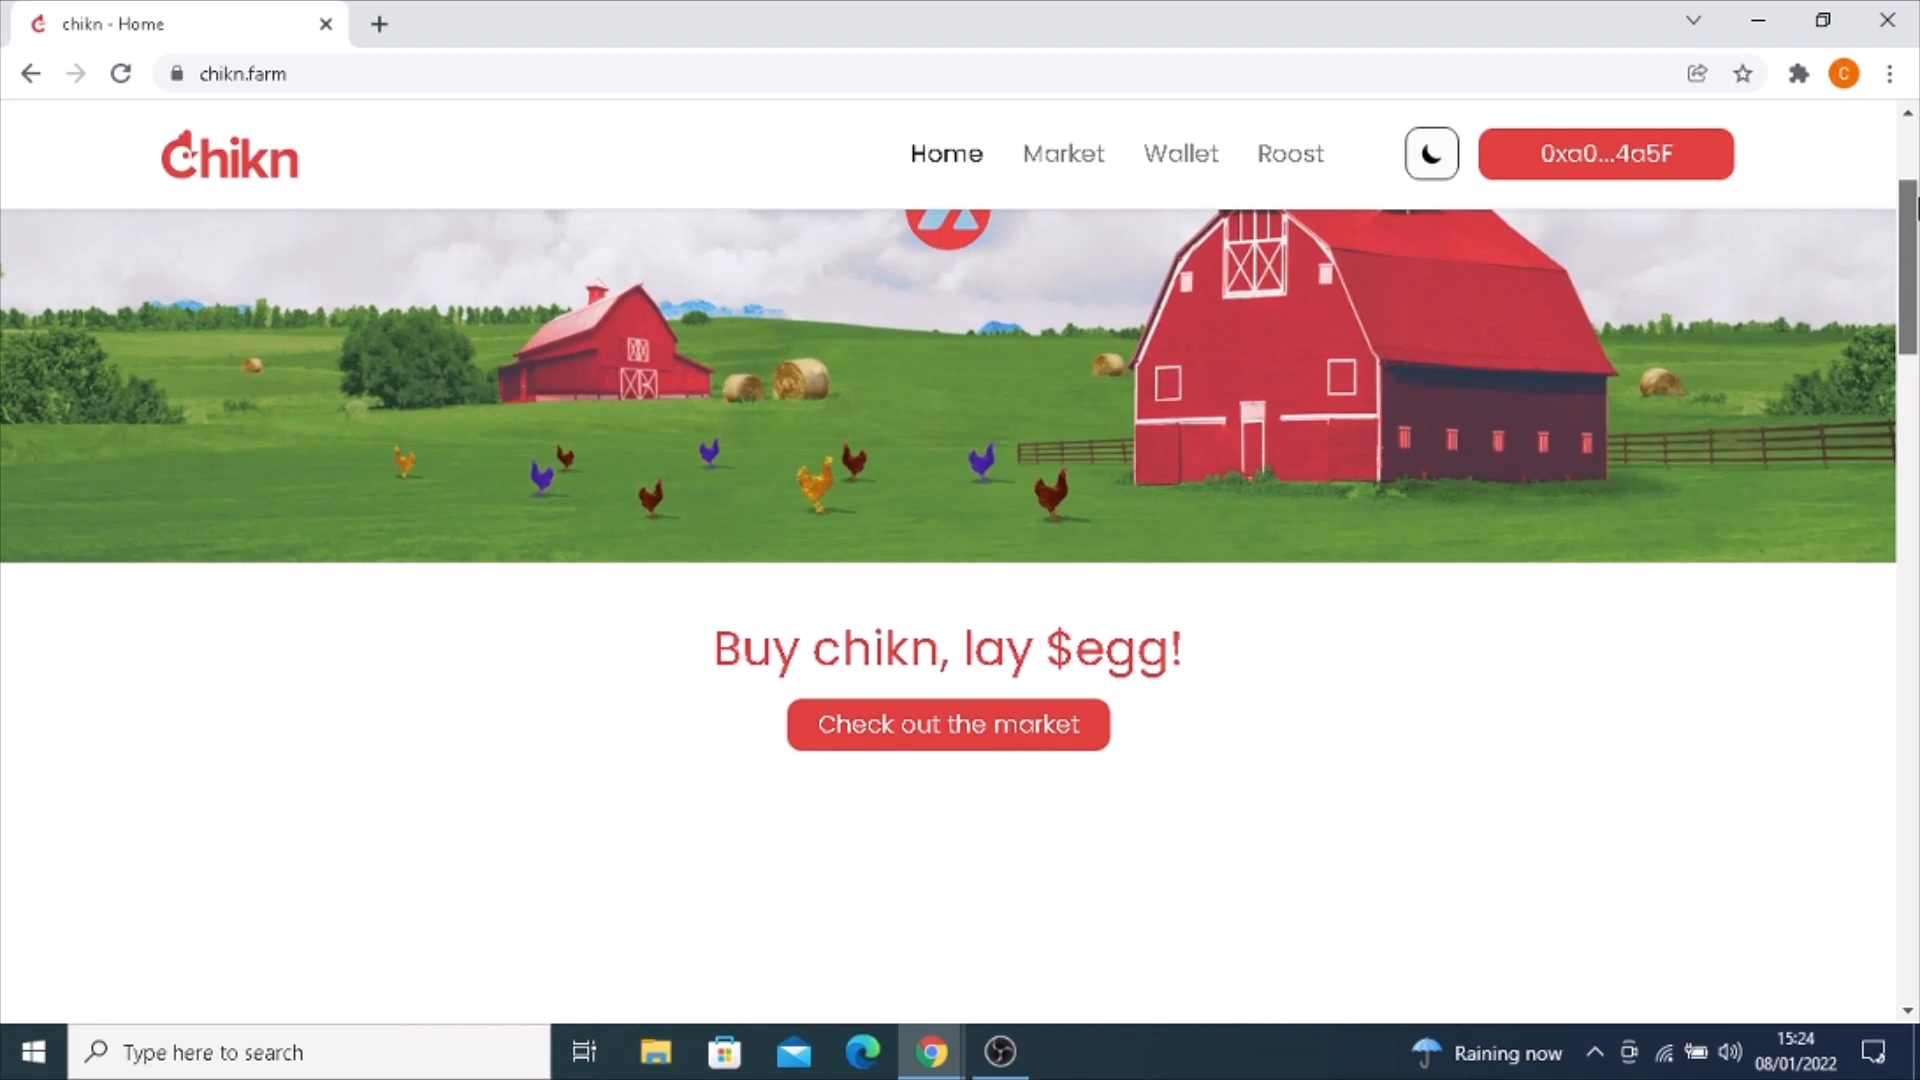 chikn - Home
chikn.farm
C
Chikn
Home Market Wallet Roost
0xa0...4a5F
Buy chikn, lay $egg!
Check out the market
Type here to search
Raining now
15:24
08/01/2022